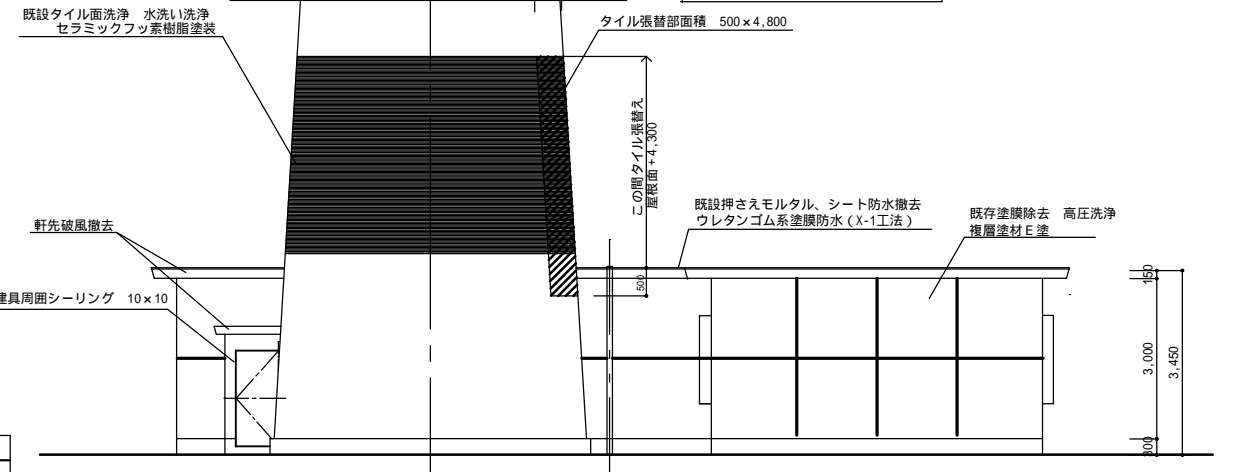 既設タイル面洗浄　水洗い洗浄
セラミックフッ素樹脂塗装
タイル張替部面積　500×4,800
この間タイル張替え
屋根面+4,300
500
既設押さえモルタル、シート防水撤去
ウレタンゴム系塗膜防水（X-1工法）
既存塗膜除去　高圧洗浄
複層塗材E塗
軒先破風撤去
建具周囲シーリング　10×10
150
3,000
3,450
300